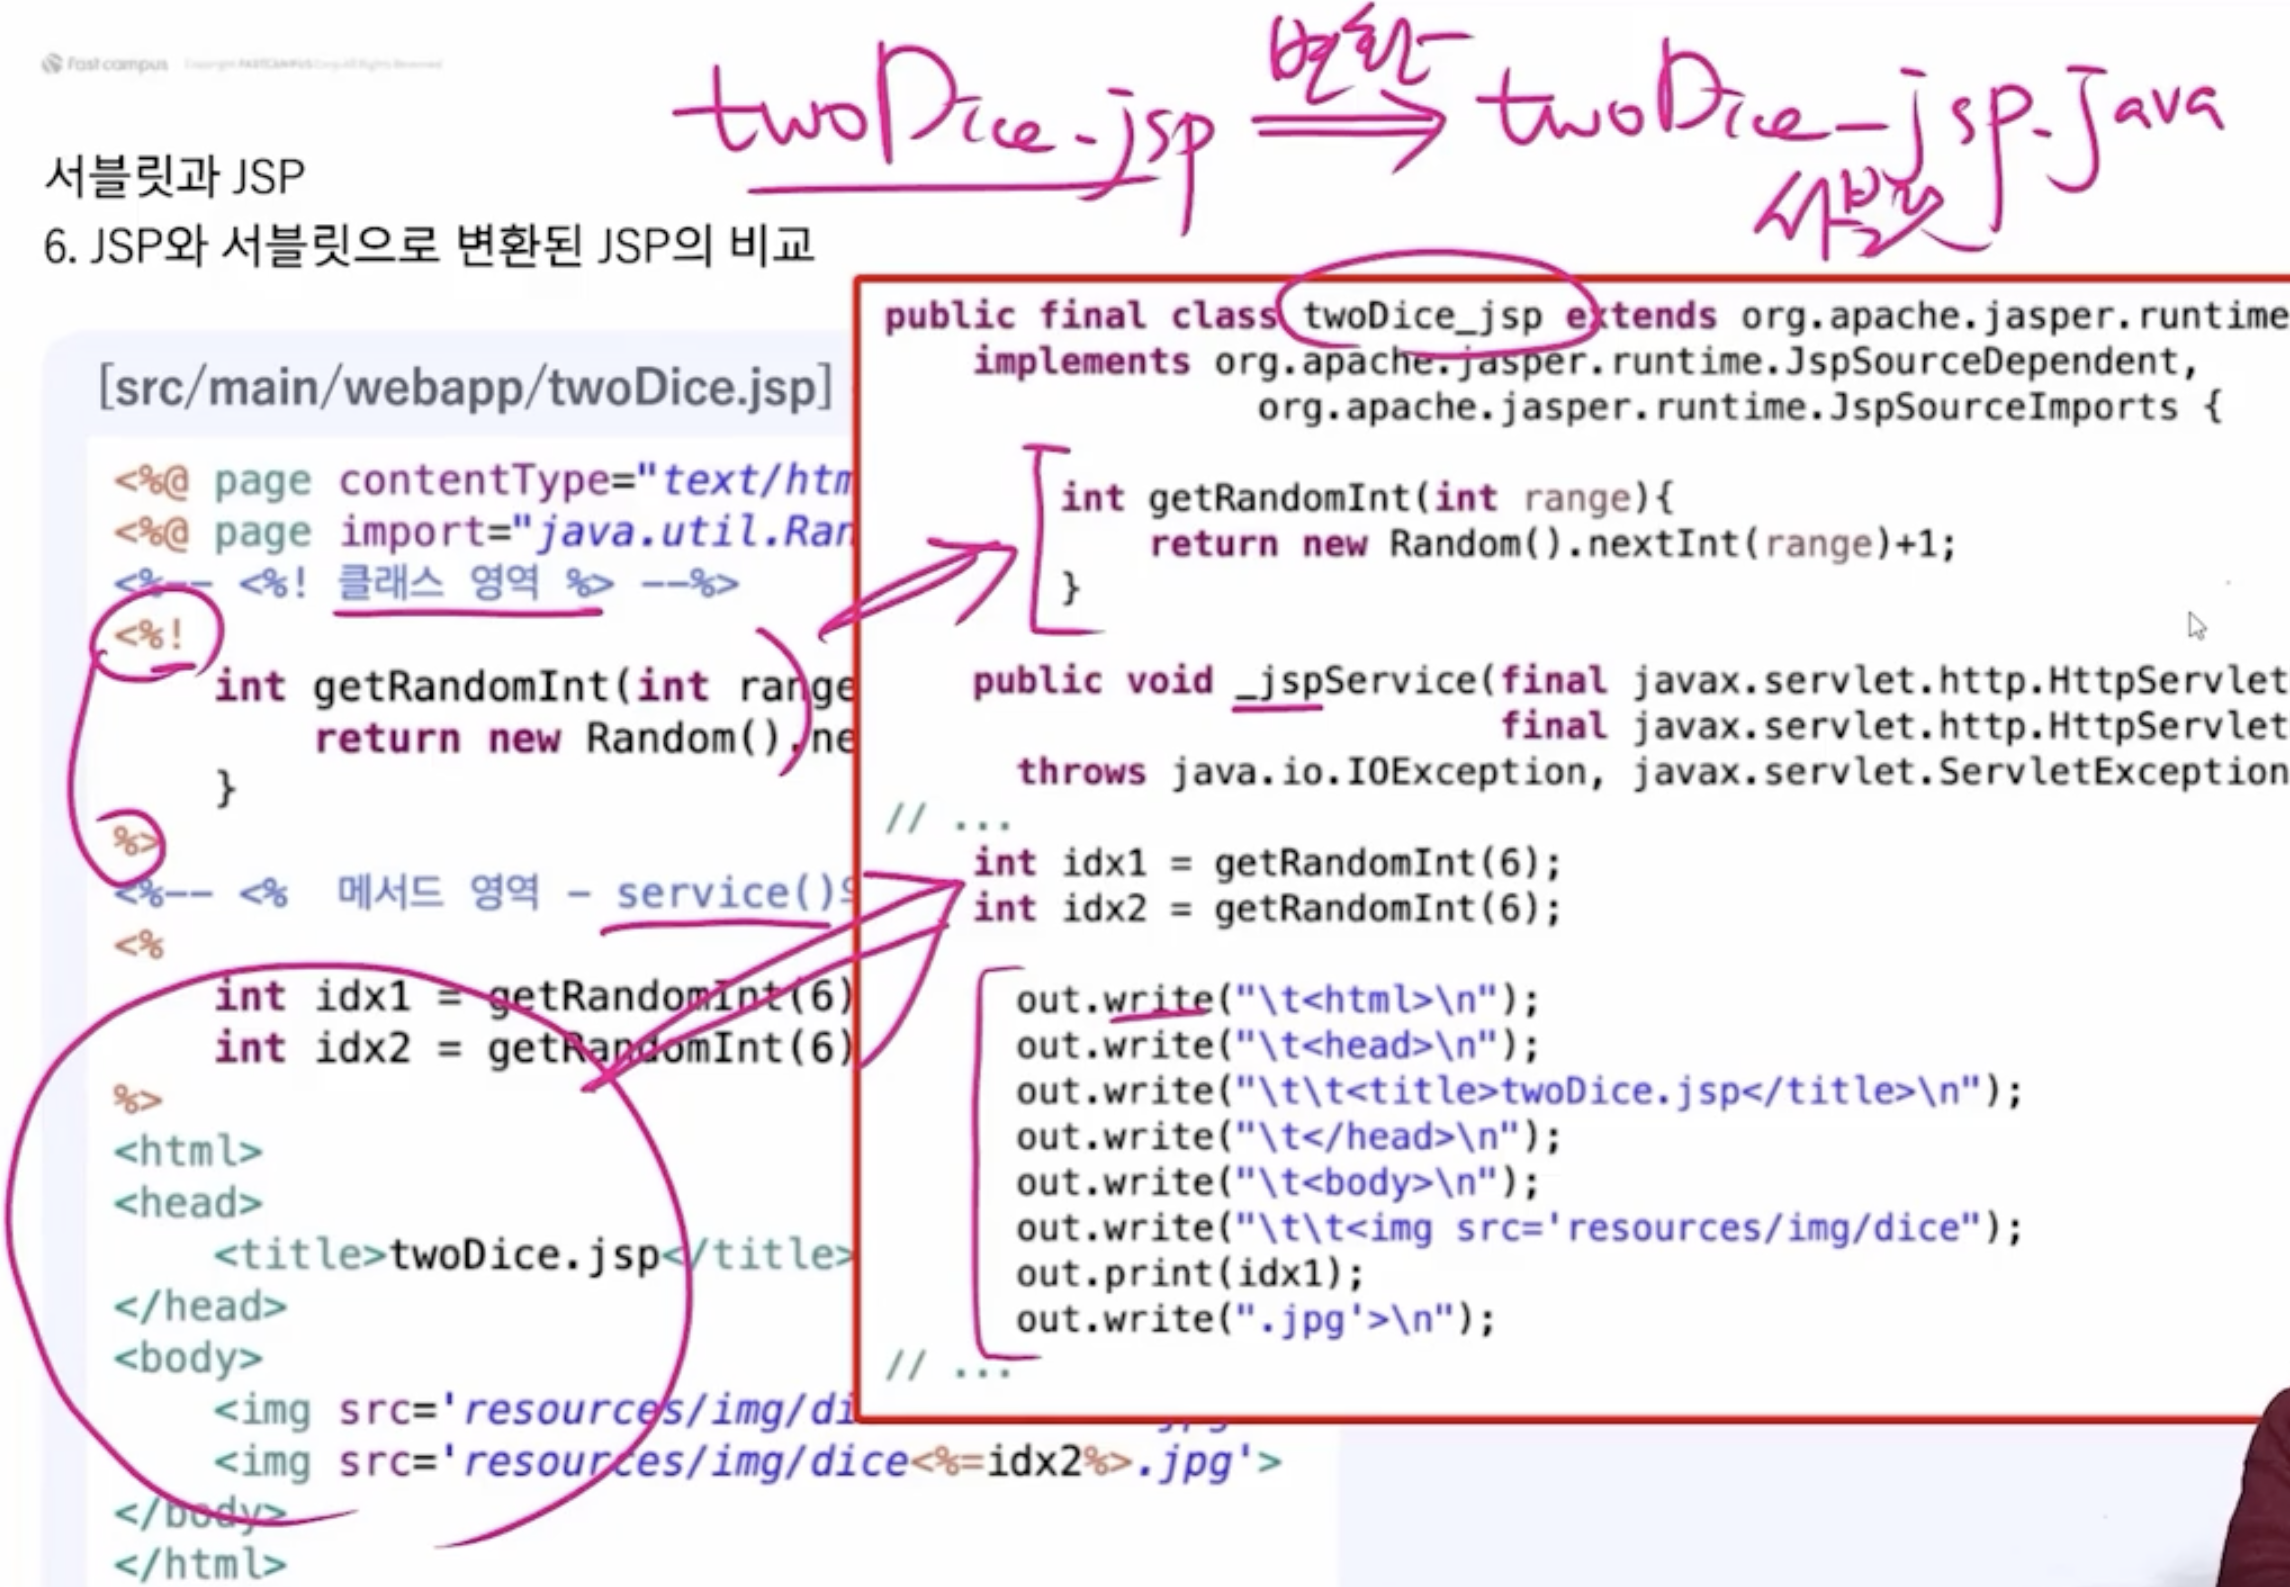 Fast campus Copyright FASTCAMPUS Corp. All Rights Reserved
twoDice.jsp 변환 twoDice_jsp.java
서블릿
서블릿과 JSP
6. JSP와 서블릿으로 변환된 JSP의 비교
[src/main/webapp/twoDice.jsp]
<%@ page contentType="text/htm
<%@ page import="java.util.Ran
<%-- <%! 클래스 영역 %> --%>
<%!
int getRandomInt(int range
return new Random().ne
}
%>
<%-- <% 메서드 영역 - service()의
<%
int idx1 = getRandomInt(6)
int idx2 = getRandomInt(6)
%>
<html>
<head>
<title>twoDice.jsp</title>
</head>
<body>
<img src='resources/img/di
<img src='resources/img/dice<%=idx2%>.jpg'>
</body>
</html>
public final class twoDice_jsp extends org.apache.jasper.runtime
implements org.apache.jasper.runtime.JspSourceDependent,
org.apache.jasper.runtime.JspSourceImports {
int getRandomInt(int range){
return new Random().nextInt(range)+1;
}
public void _jspService(final javax.servlet.http.HttpServlet
final javax.servlet.http.HttpServlet
throws java.io.IOException, javax.servlet.ServletException
// ...
int idx1 = getRandomInt(6);
int idx2 = getRandomInt(6);
out.write("\t<html>\n");
out.write("\t<head>\n");
out.write("\t\t<title>twoDice.jsp</title>\n");
out.write("\t</head>\n");
out.write("\t<body>\n");
out.write("\t\t<img src='resources/img/dice");
out.print(idx1);
out.write(".jpg'>\n");
// ...